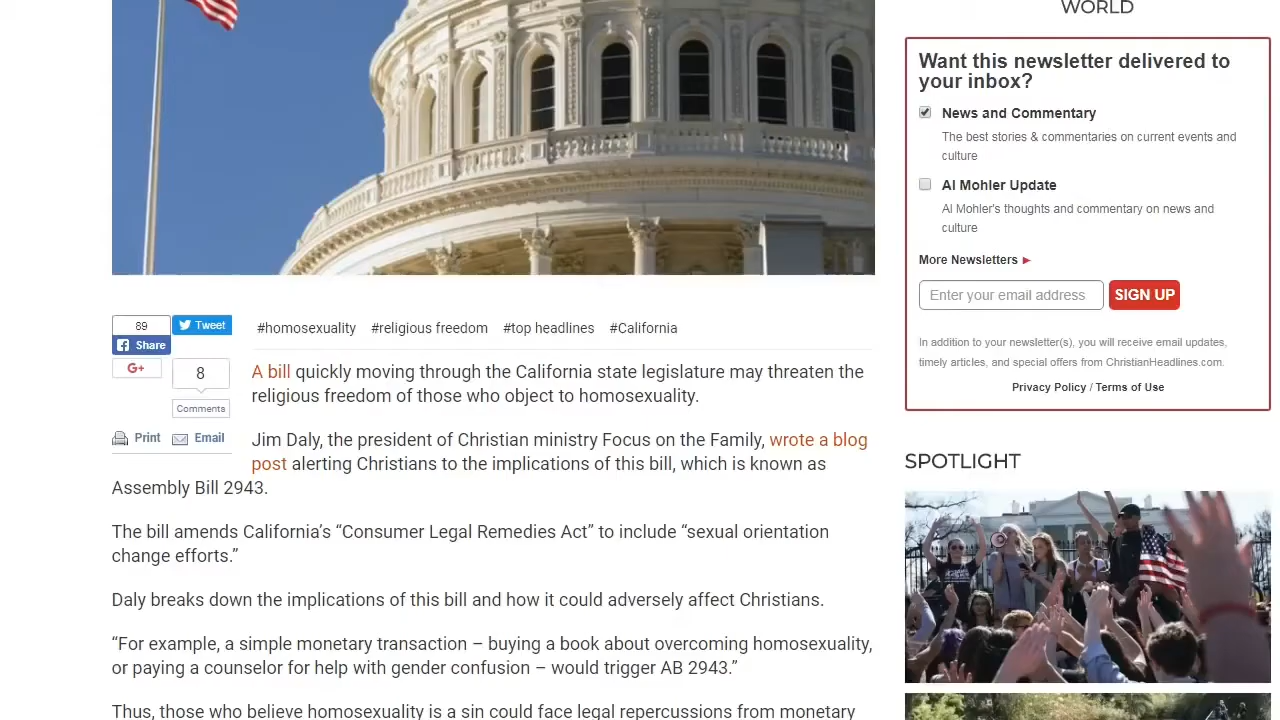 WORLD
Want this newsletter delivered to
your inbox?
News and Commentary
The best stories & commentaries on current events and
culture
Al Mohler Update
Al Mohler's thoughts and commentary on news and
culture
More Newsletters ►
Enter your email address SIGN UP
In addition to your newsletter(s), you will receive email updates,
timely articles, and special offers from ChristianHeadlines.com.
Privacy Policy / Terms of Use
SPOTLIGHT
89
Share
Tweet
G+
8
Comments
Print Email
#homosexuality #religious freedom #top headlines #California
A bill quickly moving through the California state legislature may threaten the
religious freedom of those who object to homosexuality.
Jim Daly, the president of Christian ministry Focus on the Family, wrote a blog
post alerting Christians to the implications of this bill, which is known as
Assembly Bill 2943.
The bill amends California’s “Consumer Legal Remedies Act” to include “sexual orientation
change efforts.”
Daly breaks down the implications of this bill and how it could adversely affect Christians.
“For example, a simple monetary transaction – buying a book about overcoming homosexuality,
or paying a counselor for help with gender confusion – would trigger AB 2943.”
Thus, those who believe homosexuality is a sin could face legal repercussions from monetary